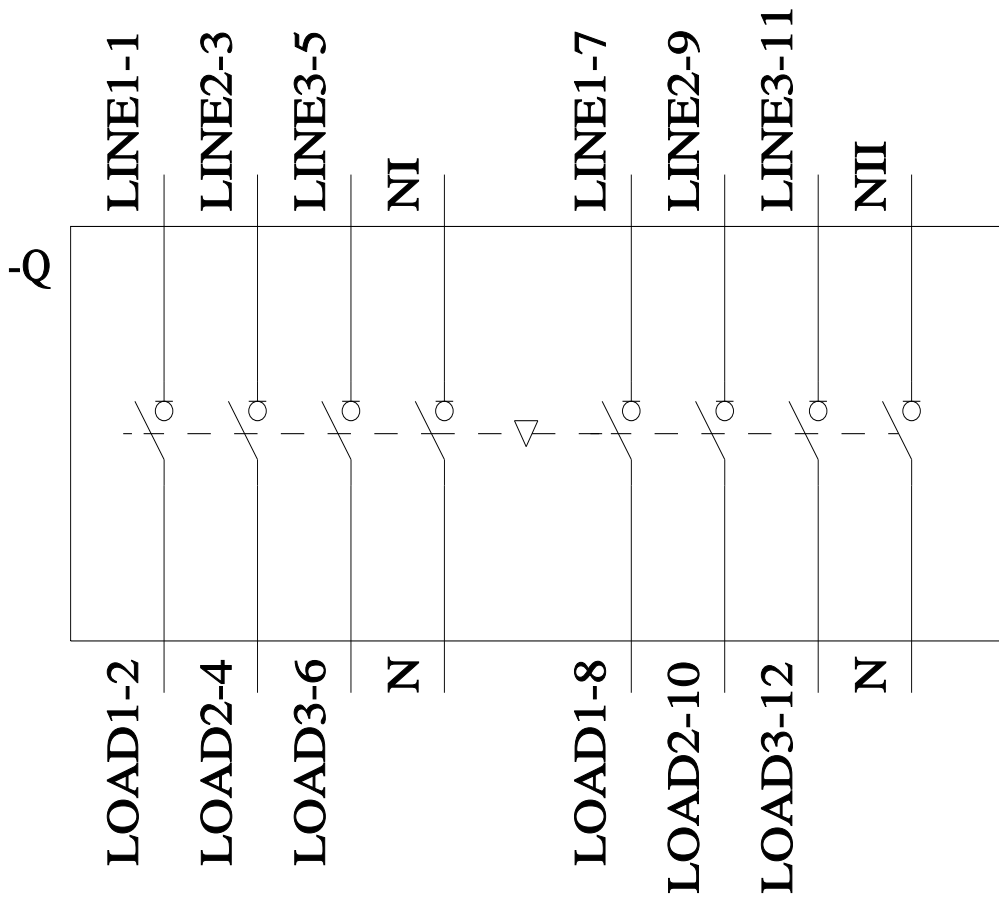 LINE1-1
LINE2-3
LINE3-5
NI
LINE1-7
LINE2-9
LINE3-11
NII
-Q
LOAD1-2
LOAD2-4
LOAD3-6
N
LOAD1-8
LOAD2-10
LOAD3-12
N